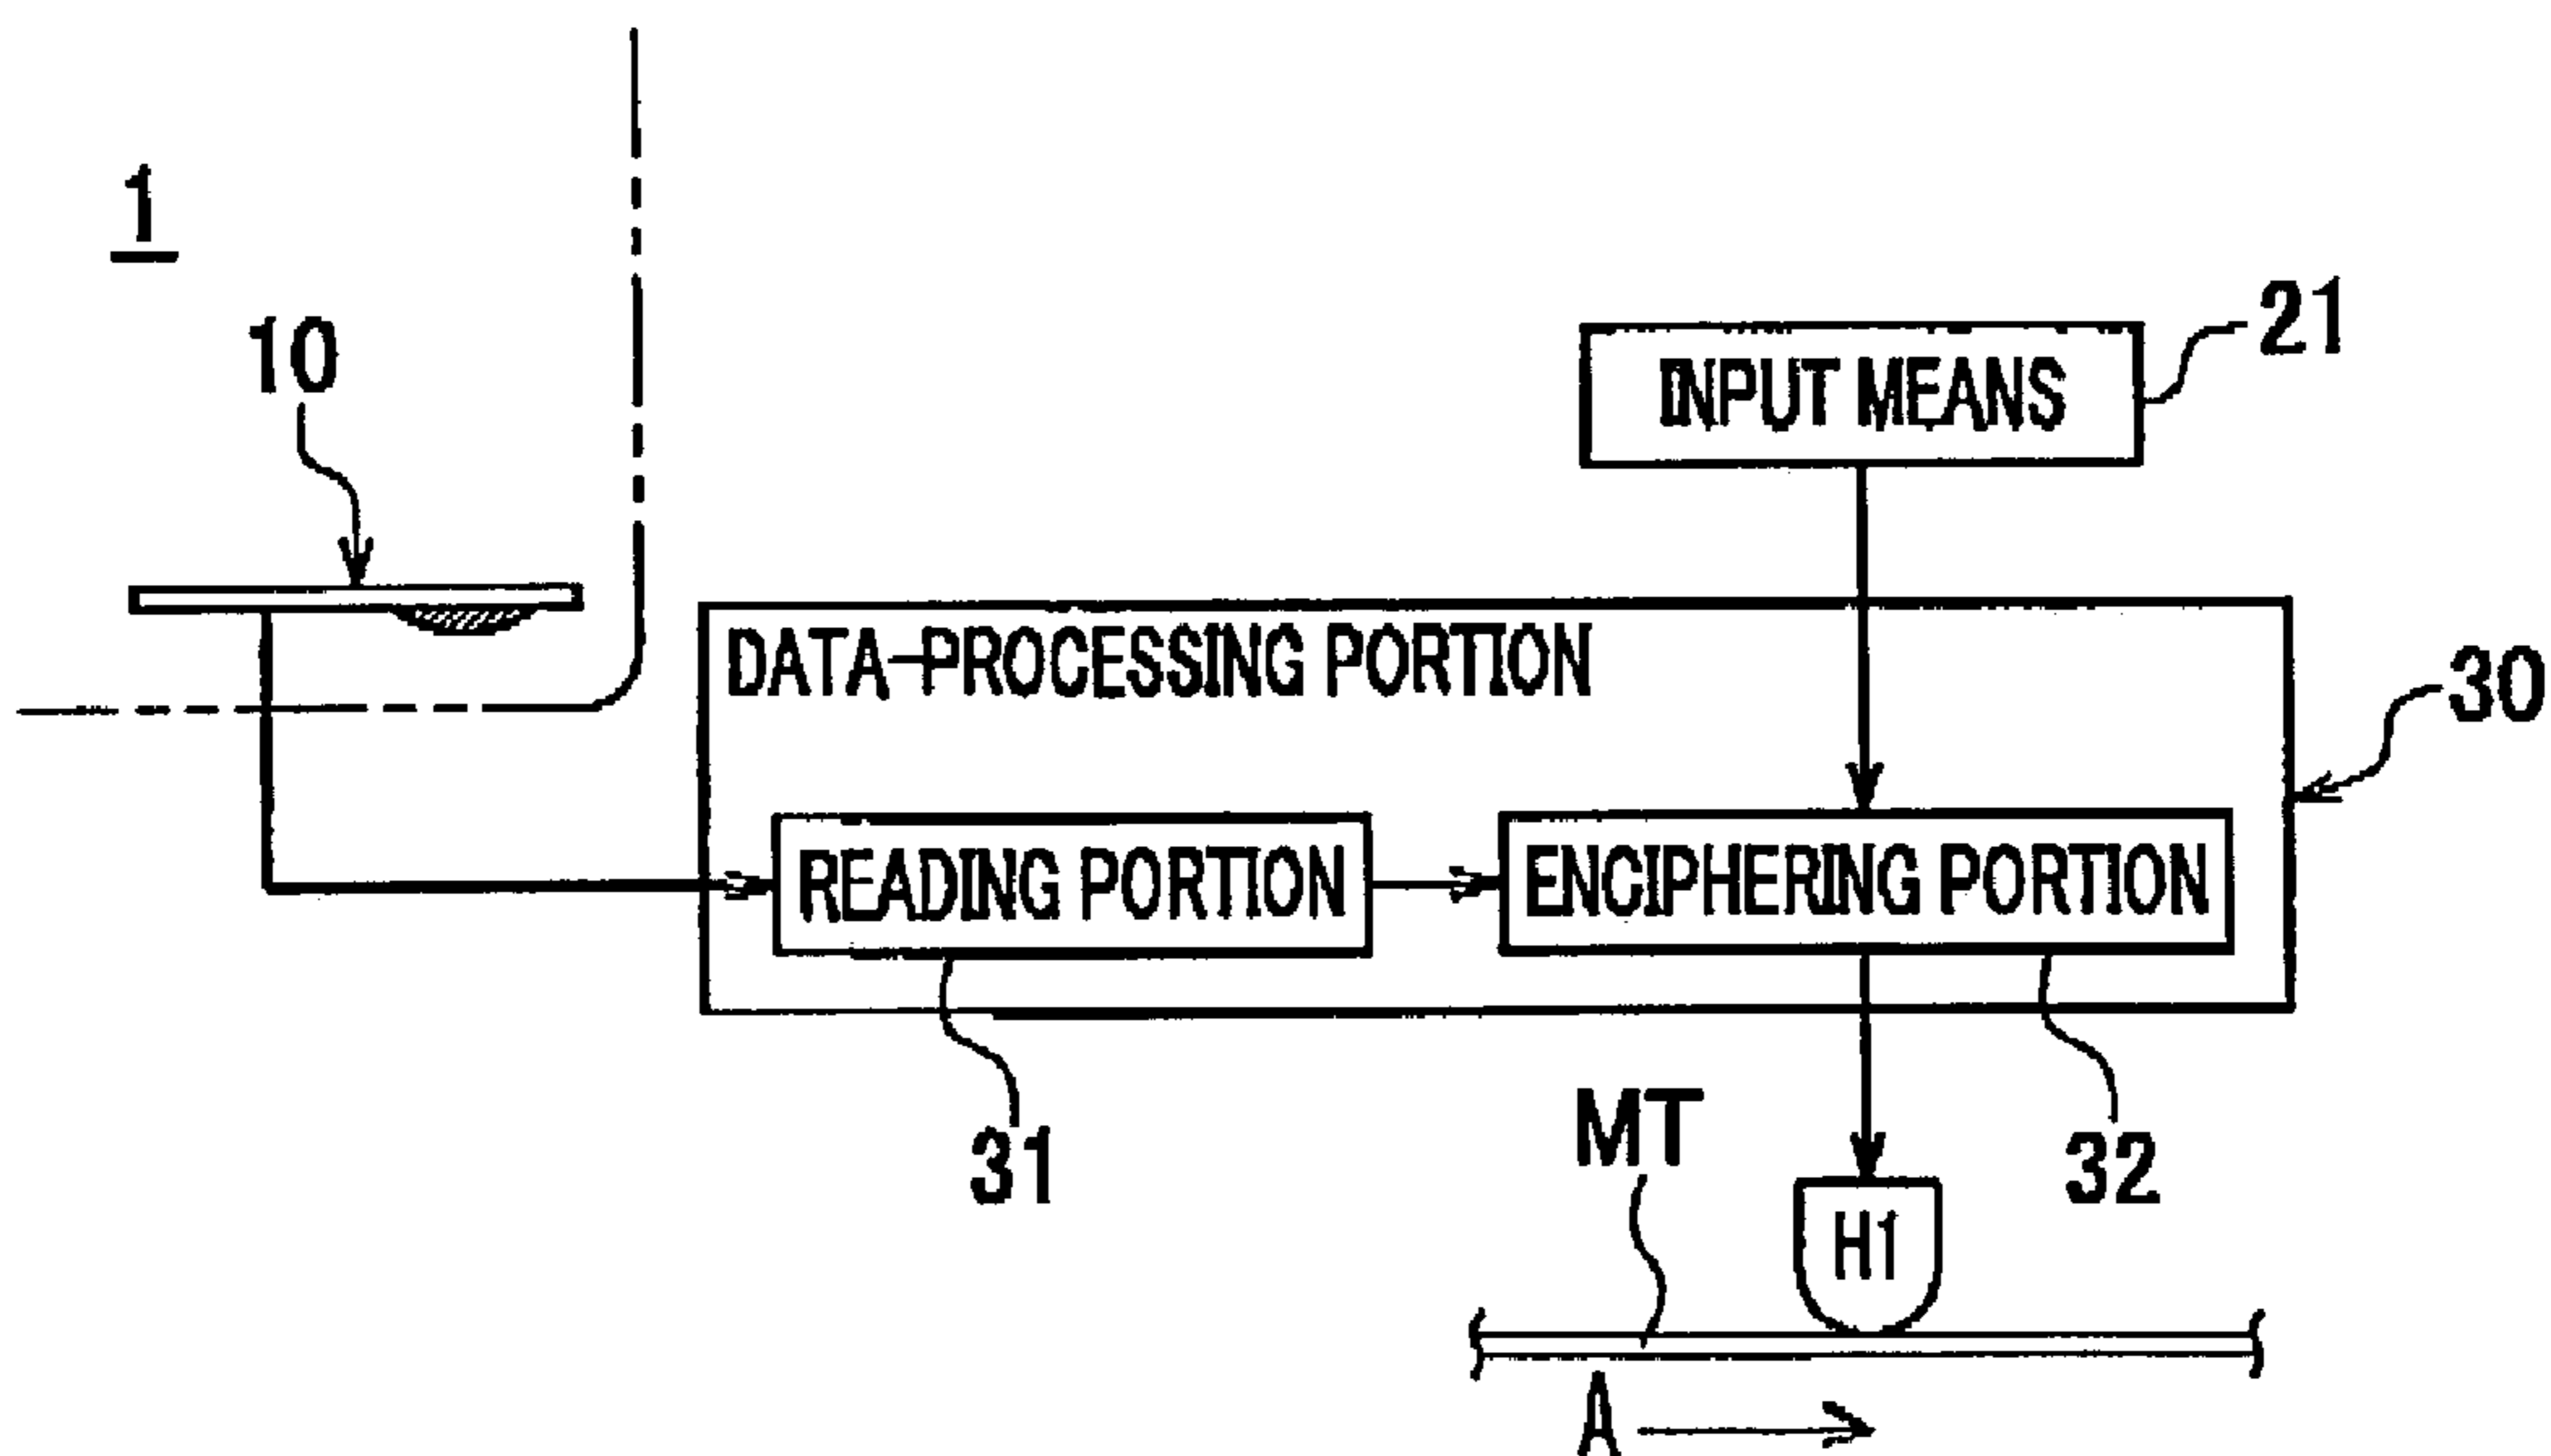 1
10
INPUT MEANS
21
DATA-PROCESSING PORTION
30
READING PORTION
ENCIPHERING PORTION
31
MT
32
H1
A